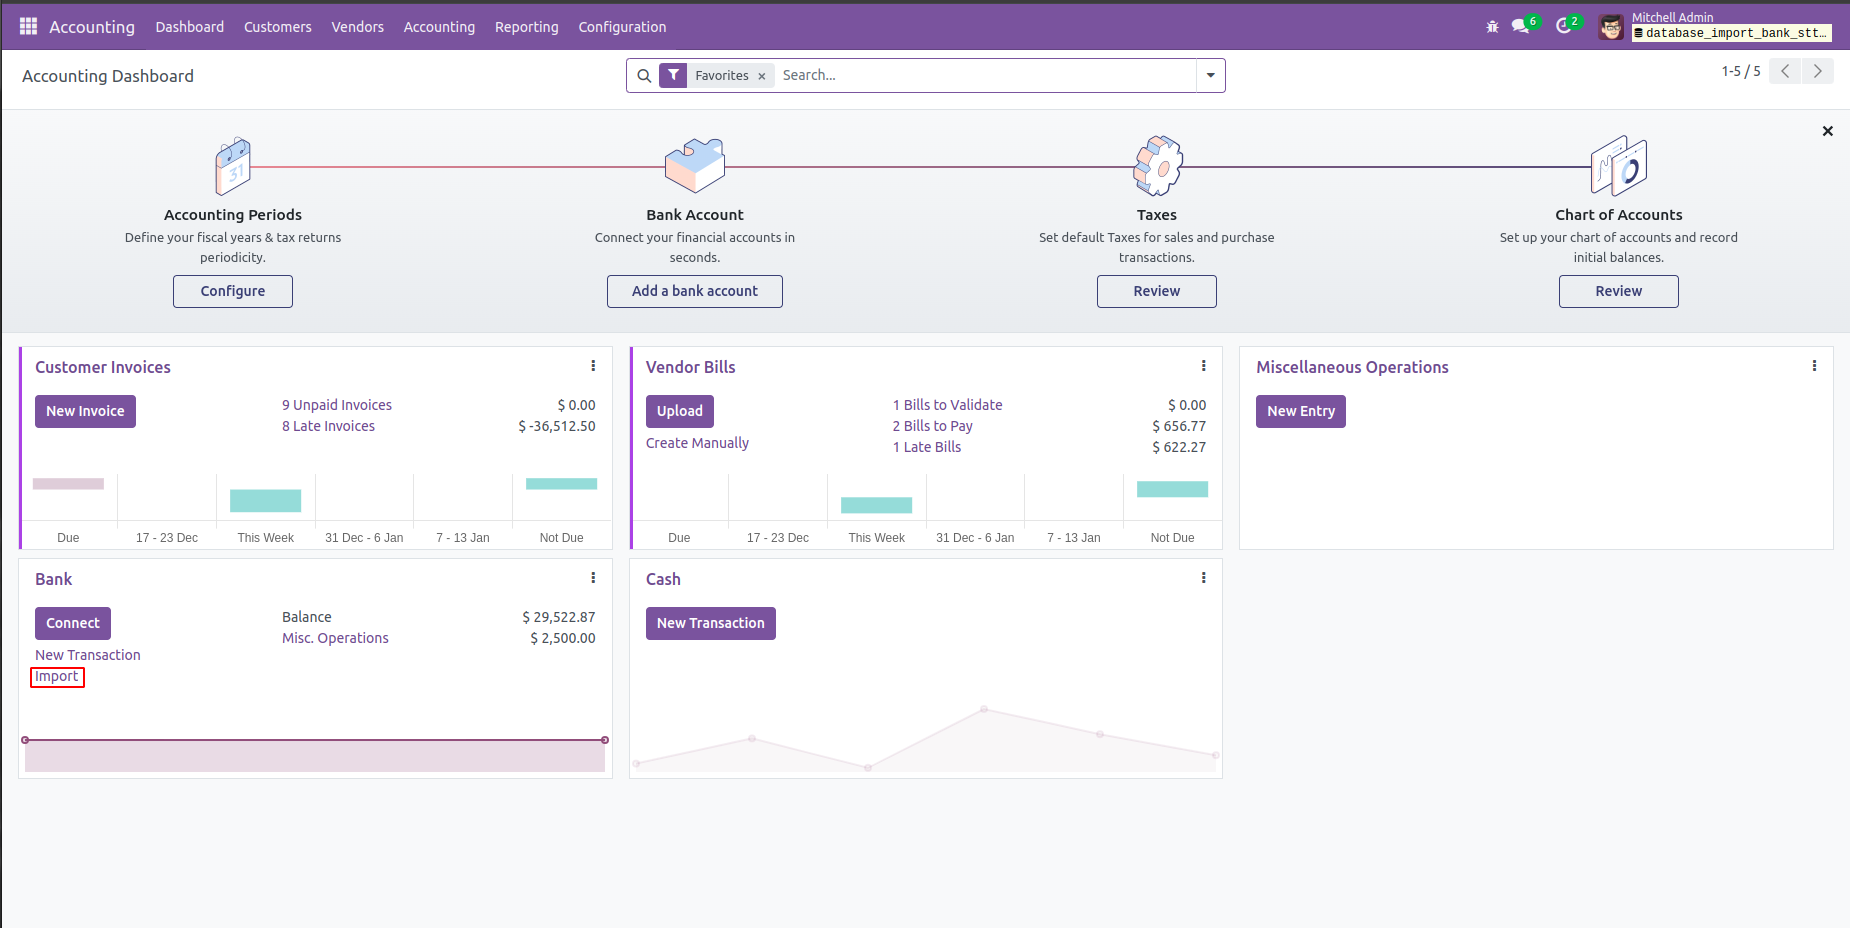 Accounting Dashboard Customers Vendors Accounting Reporting Configuration 6 2 Mitchell Admin
database_import_bank_stt...
Accounting Dashboard Favorites × Search... 1-5 / 5
31
Accounting Periods
Define your fiscal years & tax returns
periodicity.
Configure
Bank Account
Connect your financial accounts in
seconds.
Add a bank account
Taxes
Set default Taxes for sales and purchase
transactions.
Review
Chart of Accounts
Set up your chart of accounts and record
initial balances.
Review
Customer Invoices
New Invoice
9 Unpaid Invoices $ 0.00
8 Late Invoices $ -36,512.50
Due 17 - 23 Dec This Week 31 Dec - 6 Jan 7 - 13 Jan Not Due
Vendor Bills
Upload
Create Manually
1 Bills to Validate $ 0.00
2 Bills to Pay $ 656.77
1 Late Bills $ 622.27
Due 17 - 23 Dec This Week 31 Dec - 6 Jan 7 - 13 Jan Not Due
Miscellaneous Operations
New Entry
Bank
Connect
New Transaction
Import
Balance $ 29,522.87
Misc. Operations $ 2,500.00
Cash
New Transaction